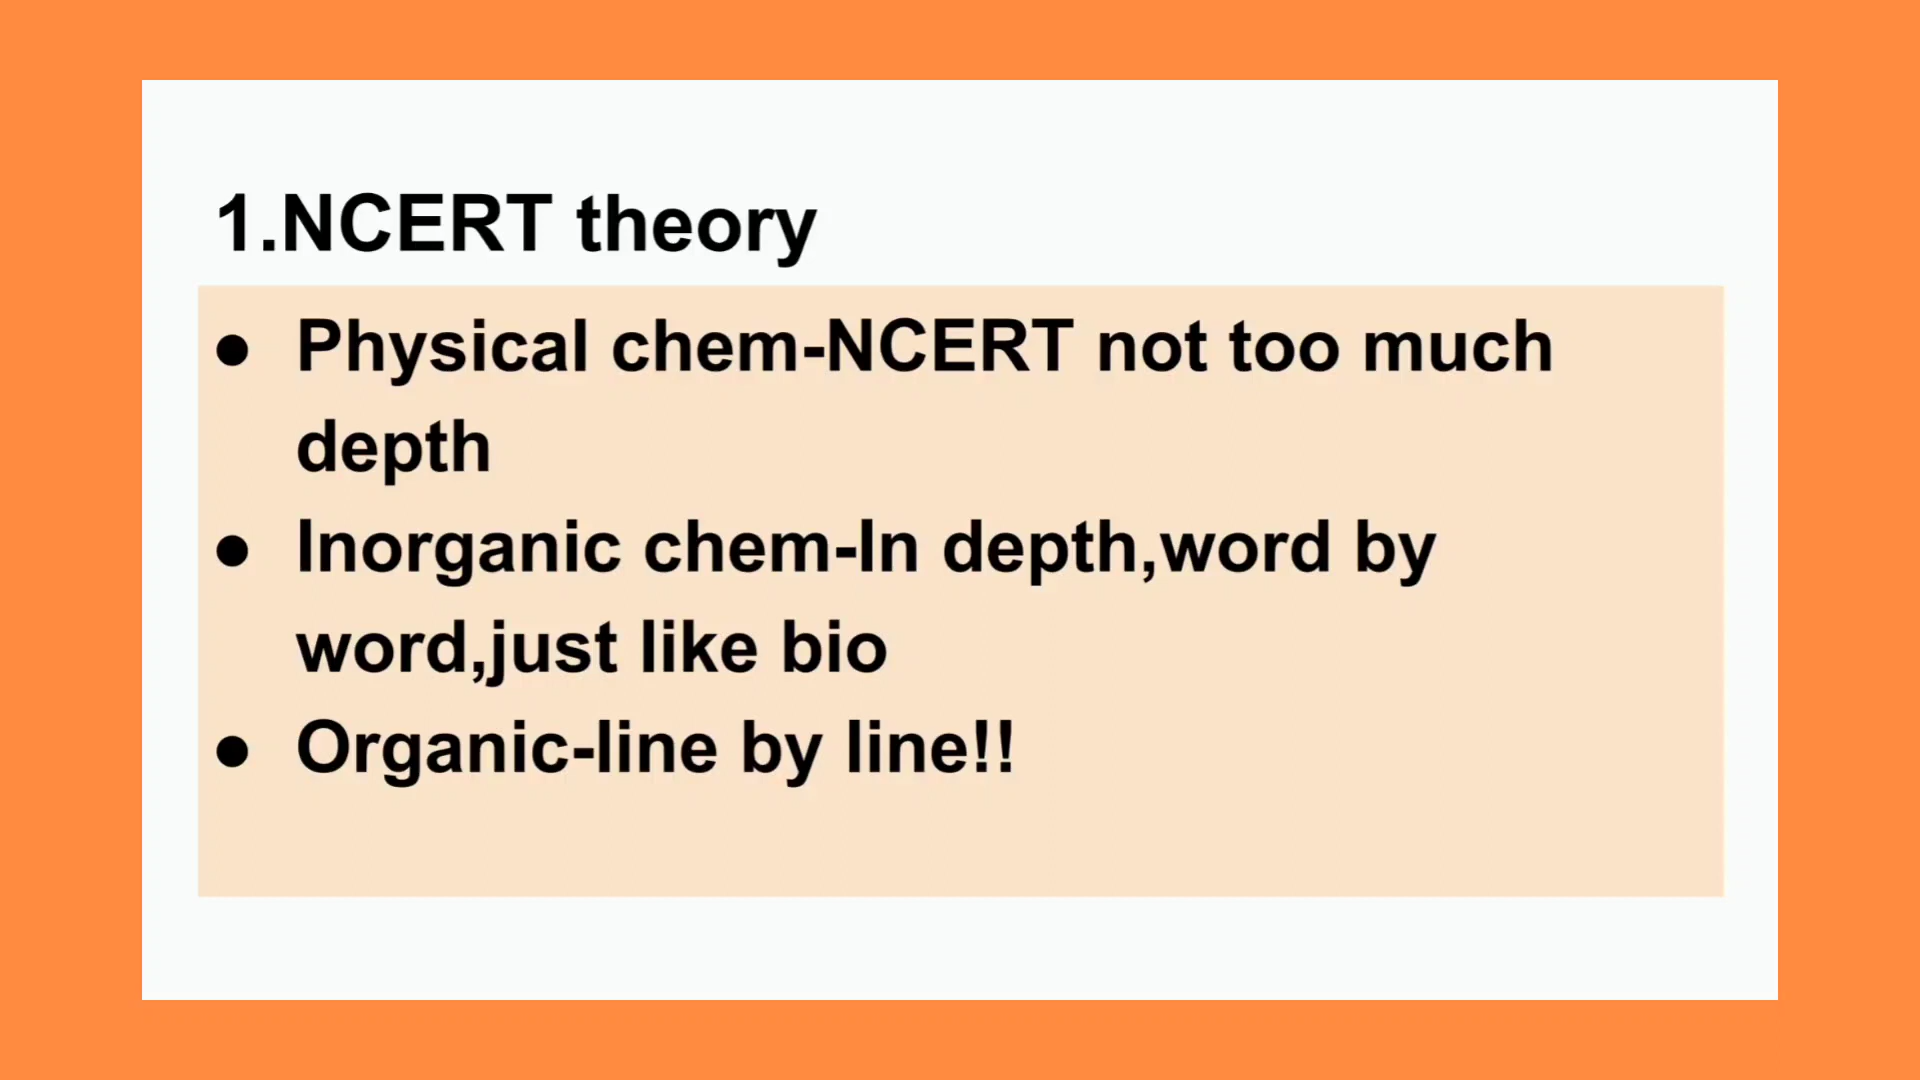 1.NCERT theory
● Physical chem-NCERT not too much
depth
● Inorganic chem-In depth,word by
word,just like bio
● Organic-line by line!!